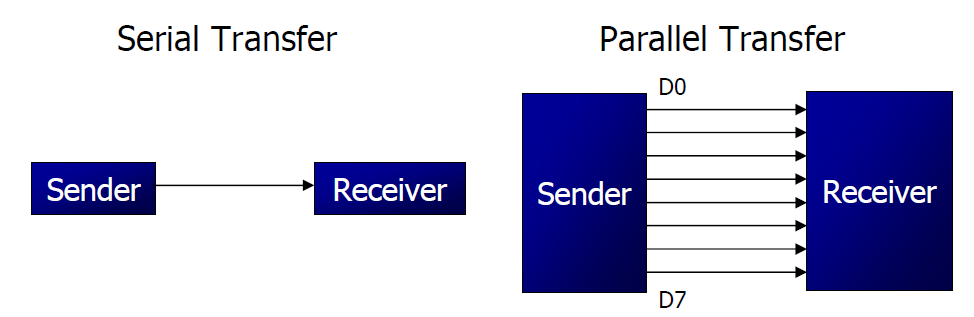 Serial Transfer
Sender
Receiver
Parallel Transfer
D0
Sender
Receiver
D7